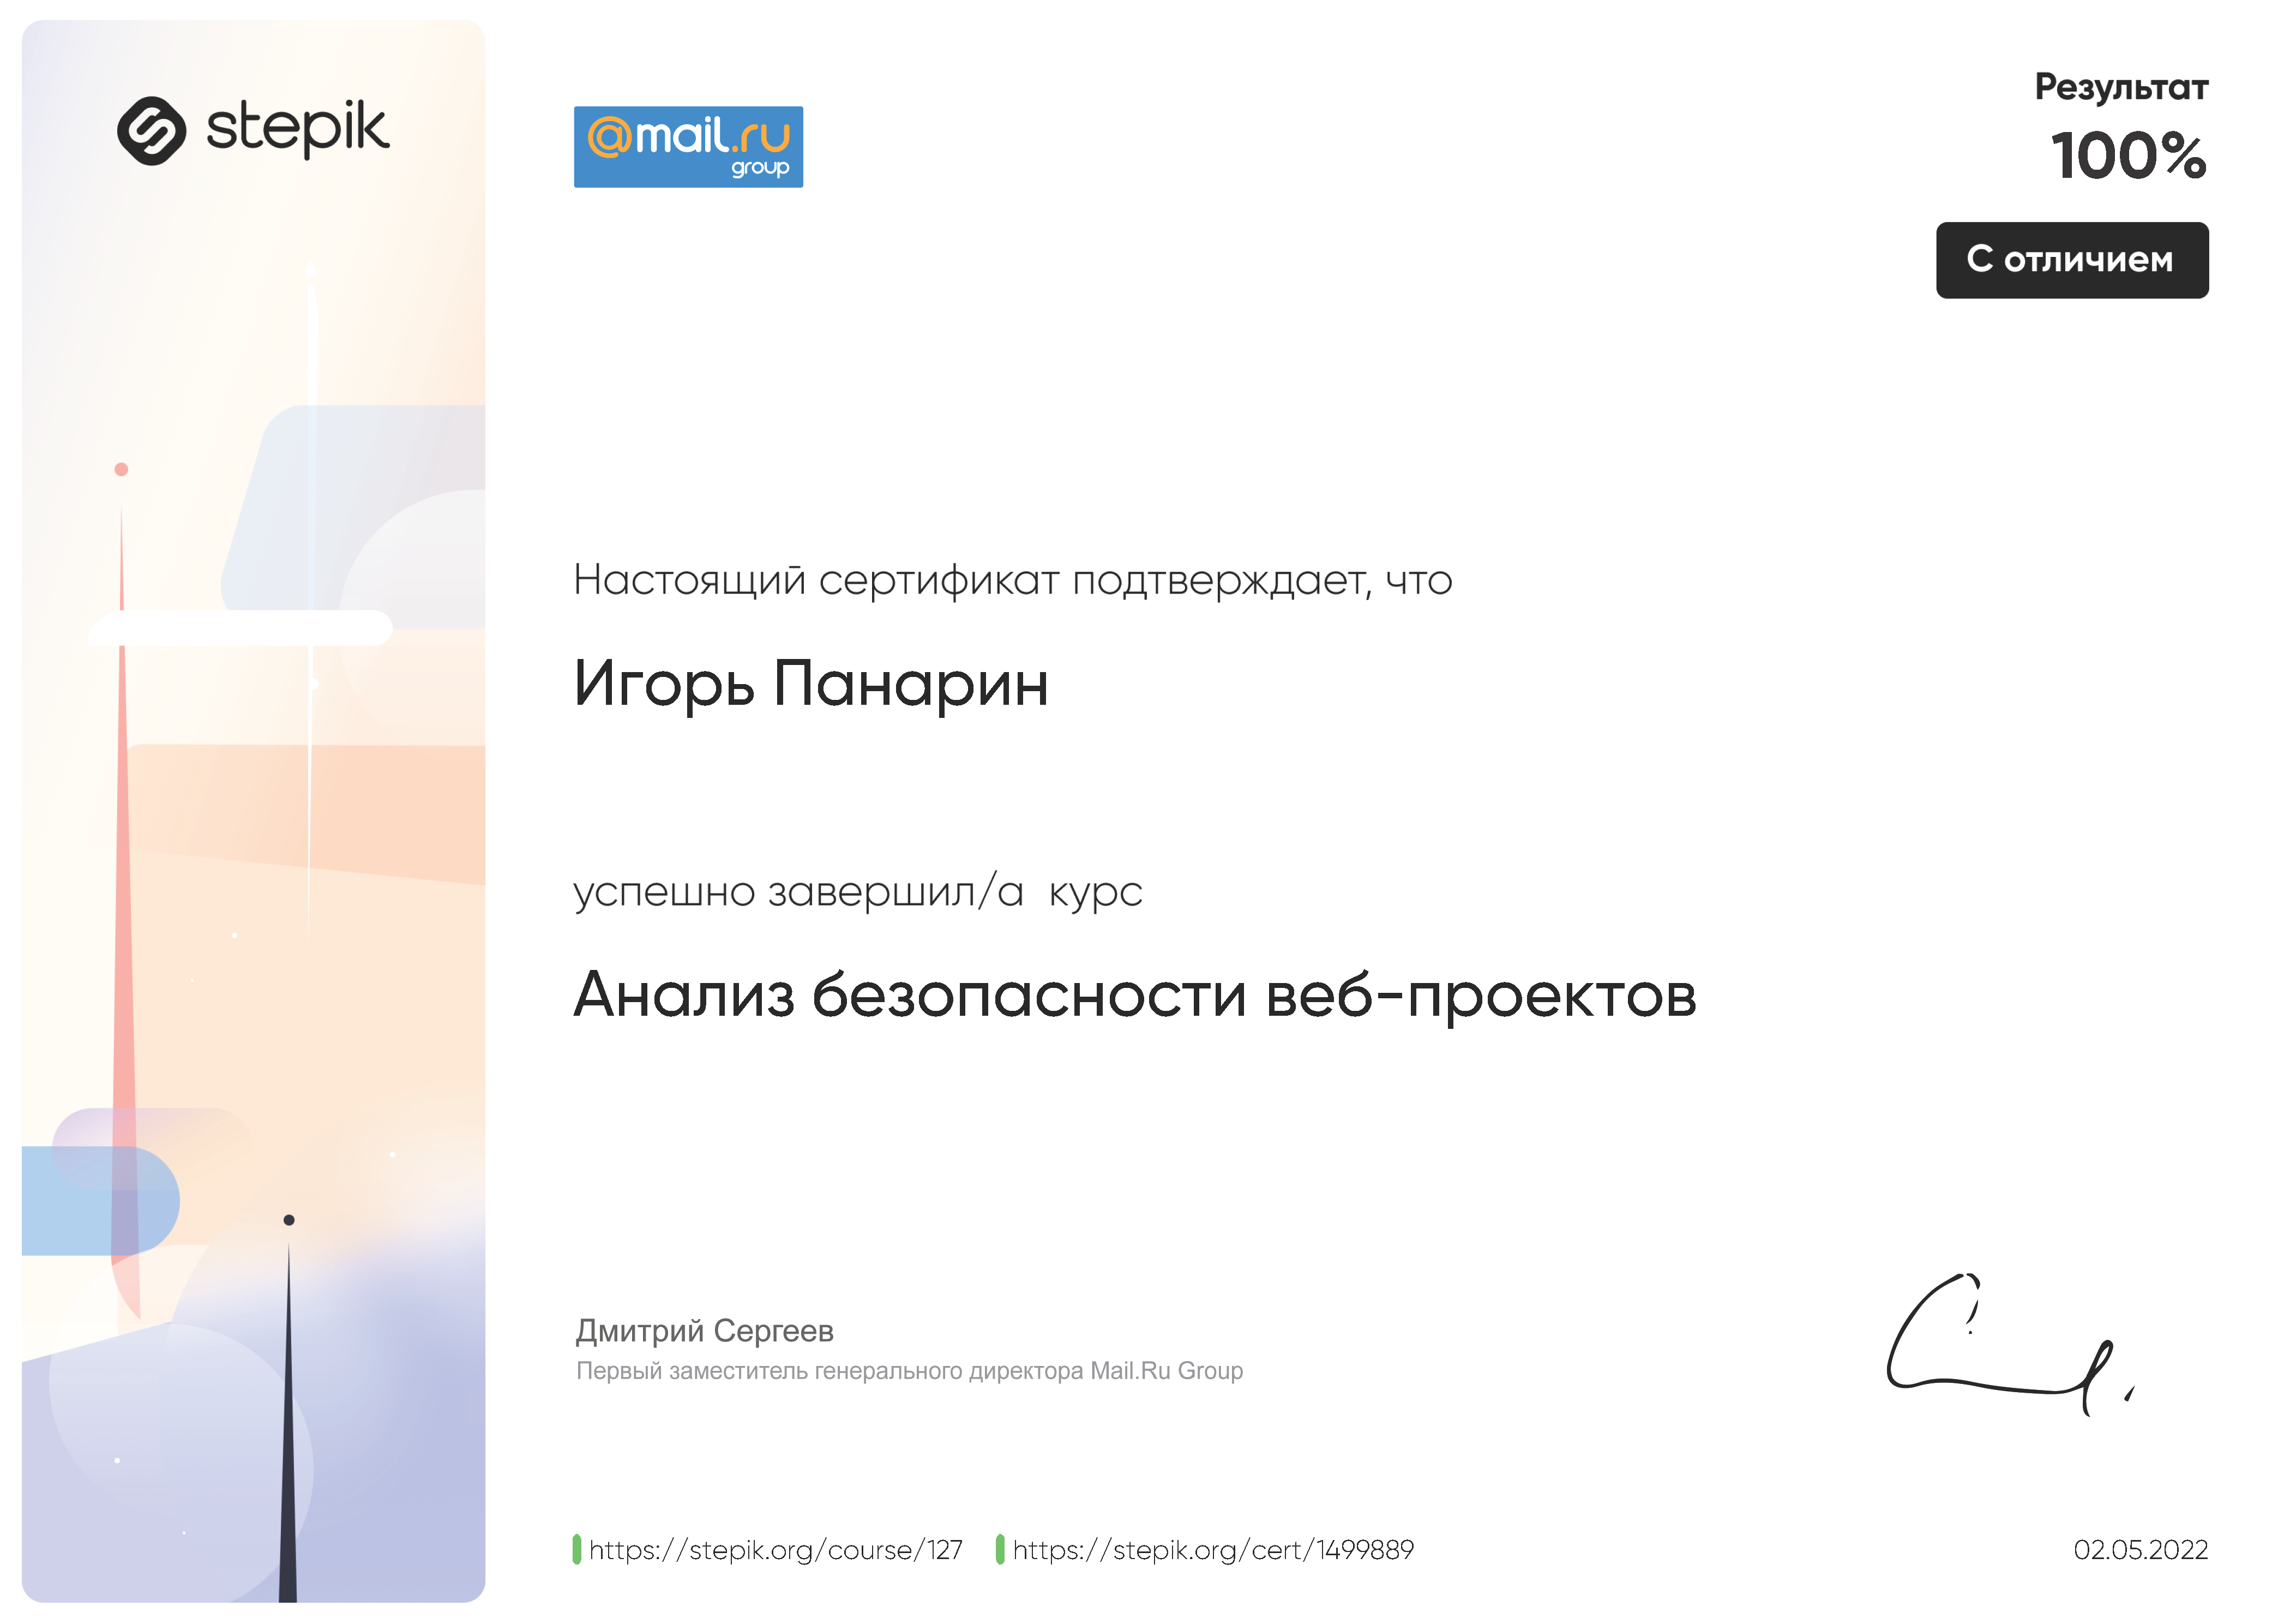 stepik
@mail.ru
group
Результат
100%
С отличием
Настоящий сертификат подтверждает, что
Игорь Панарин
успешно завершил/а курс
Анализ безопасности веб-проектов
Дмитрий Сергеев
Первый заместитель генерального директора Mail.Ru Group
https://stepik.org/course/127 https://stepik.org/cert/1499889
02.05.2022